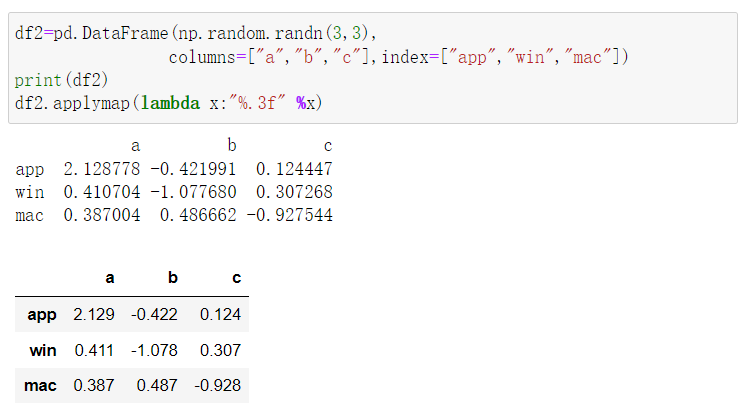 df2=pd.DataFrame(np.random.randn(3,3),
columns=["a","b","c"],index=["app","win","mac"])
print(df2)
df2.applymap(lambda x:"%.3f" %x)
a b c
app 2.128778 -0.421991 0.124447
win 0.410704 -1.077680 0.307268
mac 0.387004 0.486662 -0.927544
a b c
app 2.129 -0.422 0.124
win 0.411 -1.078 0.307
mac 0.387 0.487 -0.928